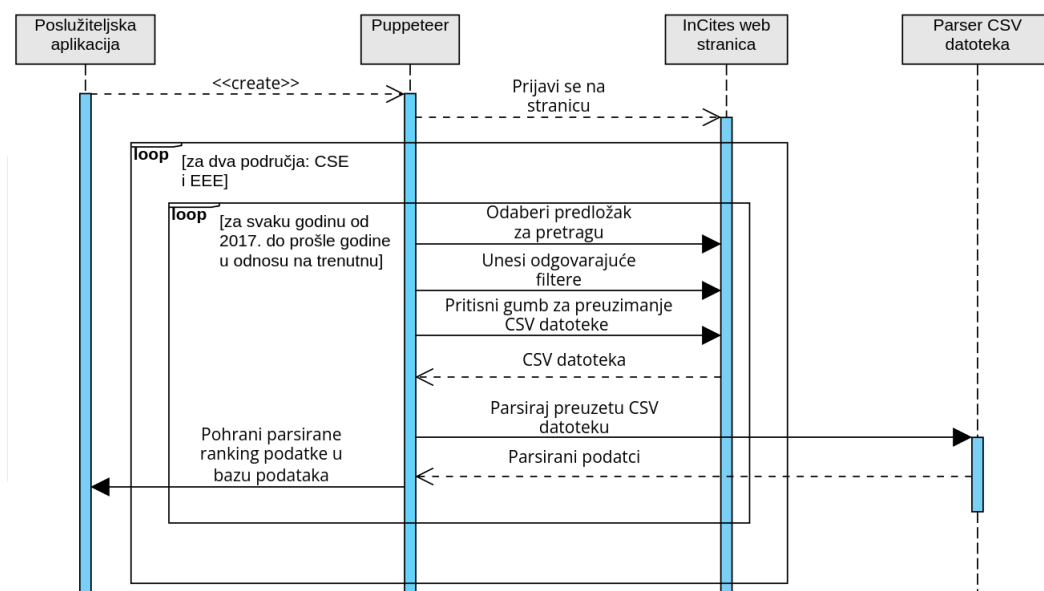 Poslužiteljska
aplikacija
Puppeteer
InCites web
stranica
Parser CSV
datoteka
<<create>>
Prijavi se na
stranicu
loop
[za dva područja: CSE
i EEE]
loop
[za svaku godinu od
2017. do prošle godine
u odnosu na trenutnu]
Odaberi predložak
za pretragu
Unesi odgovarajuće
filtere
Pritisni gumb za preuzimanje
CSV datoteke
CSV datoteka
Parsiraj preuzetu CSV
datoteku
Parsirani podatci
Pohrani parsirane
ranking podatke u
bazu podataka